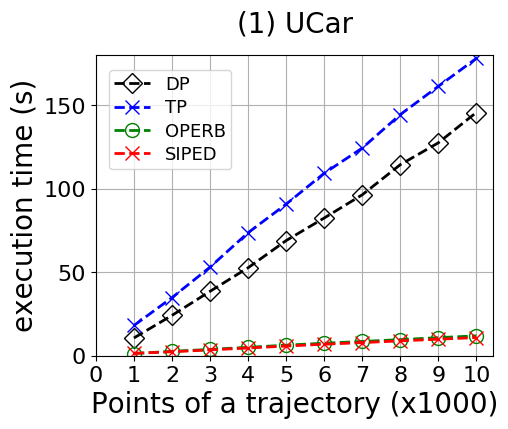 (1) UCar
execution time (s)
150
100
50
0
DP
TP
OPERB
SIPED
0 1 2 3 4 5 6 7 8 9 10
Points of a trajectory (x1000)